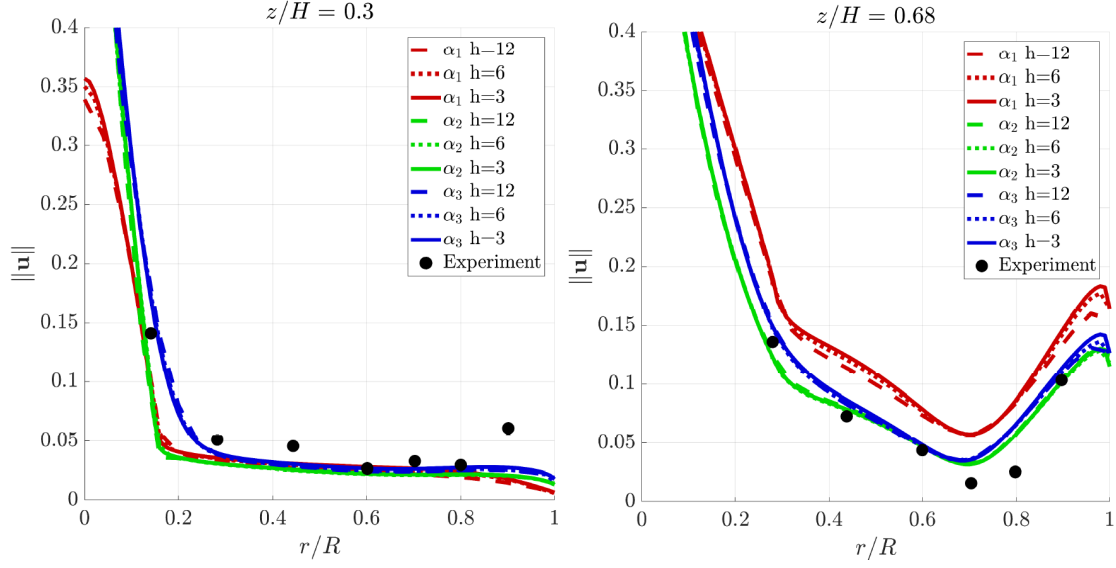 z/H = 0.3
0.4
0.35
0.3
0.25
0.2
0.15
0.1
0.05
0
‖u‖
0
0.2
0.4
0.6
0.8
1
r/R
α₁ h−12
α₁ h=6
α₁ h=3
α₂ h=12
α₂ h=6
α₂ h=3
α₃ h=12
α₃ h=6
α₃ h−3
Experiment
z/H = 0.68
0.4
0.35
0.3
0.25
0.2
0.15
0.1
0.05
0
‖u‖
0
0.2
0.4
0.6
0.8
1
r/R
α₁ h−12
α₁ h=6
α₁ h=3
α₂ h=12
α₂ h=6
α₂ h=3
α₃ h=12
α₃ h=6
α₃ h−3
Experiment